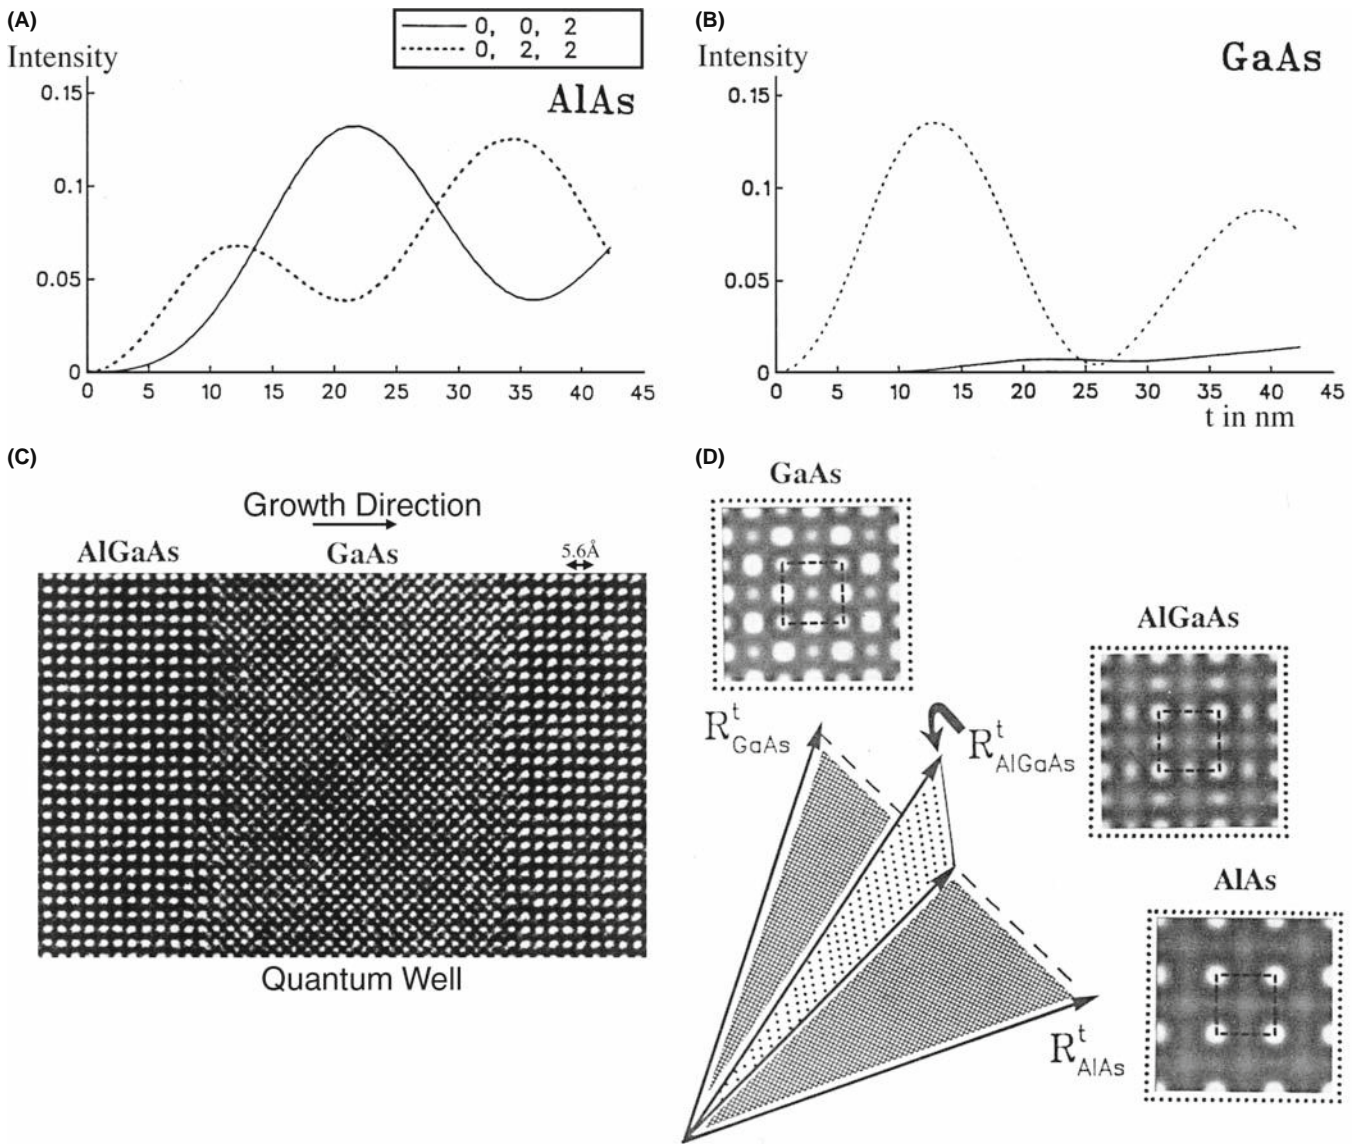 (A)
Intensity
0, 0, 2
0, 2, 2
AlAs
0.15
0.1
0.05
0
0 5 10 15 20 25 30 35 40 45
(B)
Intensity
GaAs
0.15
0.1
0.05
0
0 5 10 15 20 25 30 35 40 45
t in nm
(C)
Growth Direction
AlGaAs GaAs 5.6Å
Quantum Well
(D)
GaAs
AlGaAs
AlAs
R^t_GaAs
R^t_AlGaAs
R^t_AlAs